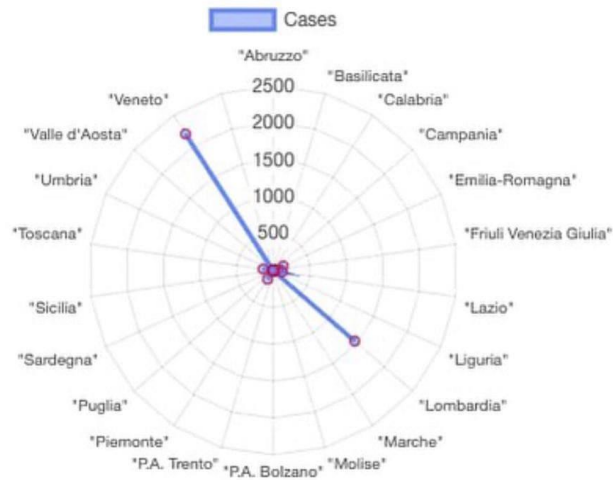 Cases
"Abruzzo"
"Basilicata"
"Calabria"
"Campania"
"Emilia-Romagna"
"Friuli Venezia Giulia"
"Lazio"
"Liguria"
"Lombardia"
"Marche"
"Molise"
"P.A. Bolzano"
"P.A. Trento"
"Piemonte"
"Puglia"
"Sardegna"
"Sicilia"
"Toscana"
"Umbria"
"Valle d'Aosta"
"Veneto"
2500
2000
1500
1000
500